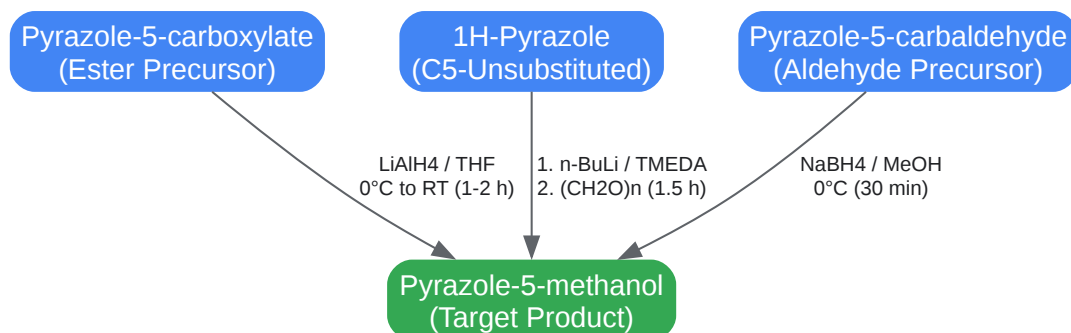 Pyrazole-5-carboxylate
(Ester Precursor)
1H-Pyrazole
(C5-Unsubstituted)
Pyrazole-5-carbaldehyde
(Aldehyde Precursor)
LiAlH4 / THF
0°C to RT (1-2 h)
1. n-BuLi / TMEDA
2. (CH2O)n (1.5 h)
NaBH4 / MeOH
0°C (30 min)
Pyrazole-5-methanol
(Target Product)